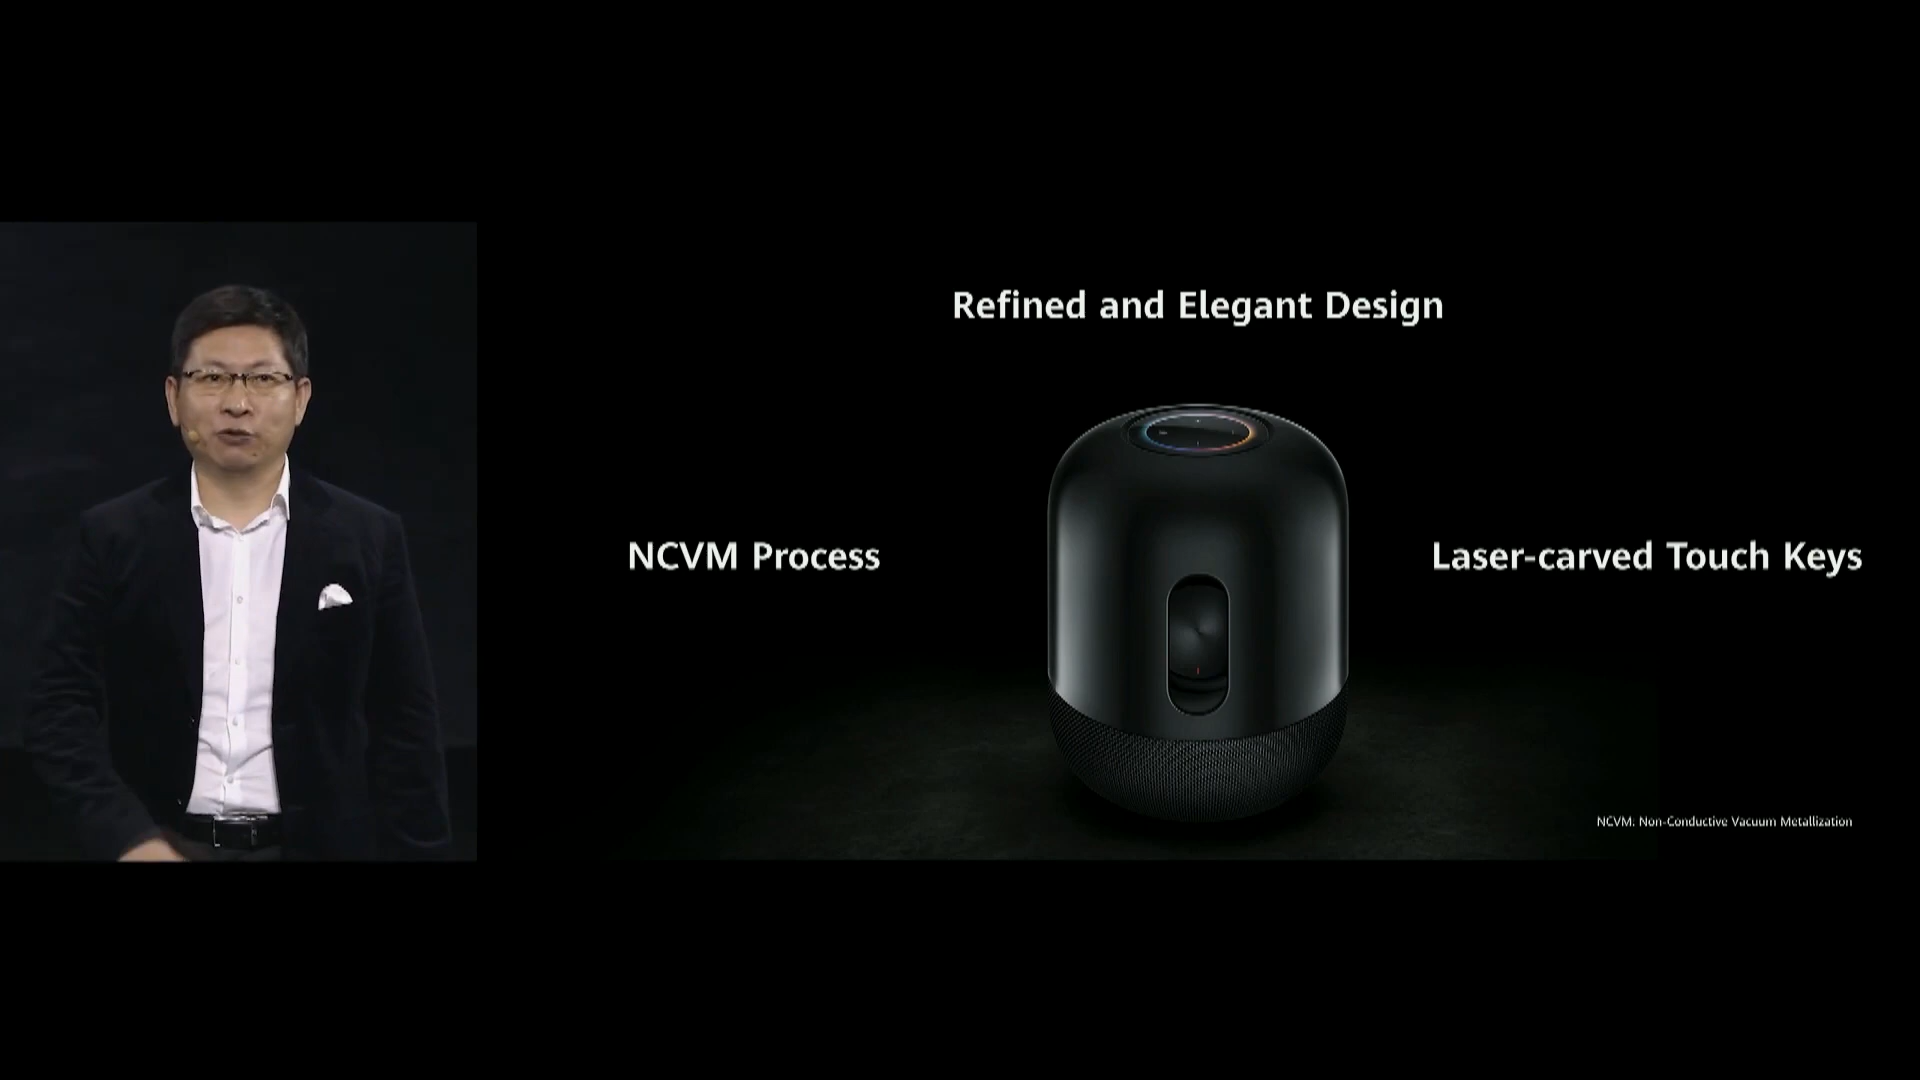 Refined and Elegant Design
NCVM Process
Laser-carved Touch Keys
NCVM: Non-Conductive Vacuum Metallization